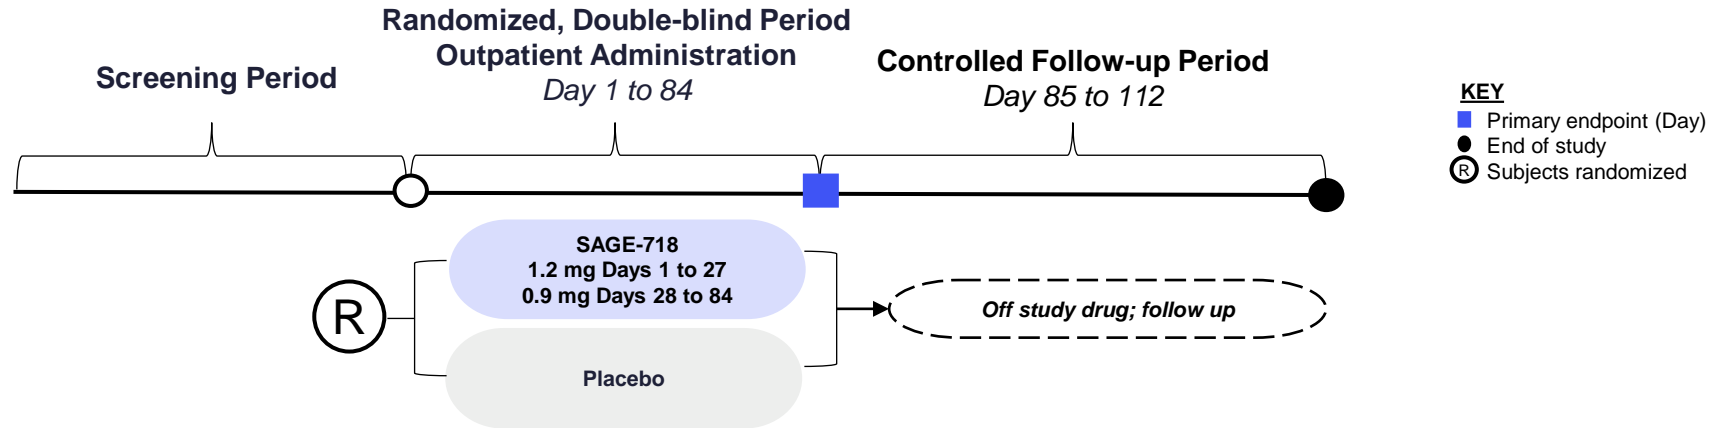 Screening Period
Randomized, Double-blind Period
Outpatient Administration
Day 1 to 84
Controlled Follow-up Period
Day 85 to 112
KEY
Primary endpoint (Day)
End of study
R Subjects randomized
R
SAGE-718
1.2 mg Days 1 to 27
0.9 mg Days 28 to 84
Placebo
Off study drug; follow up